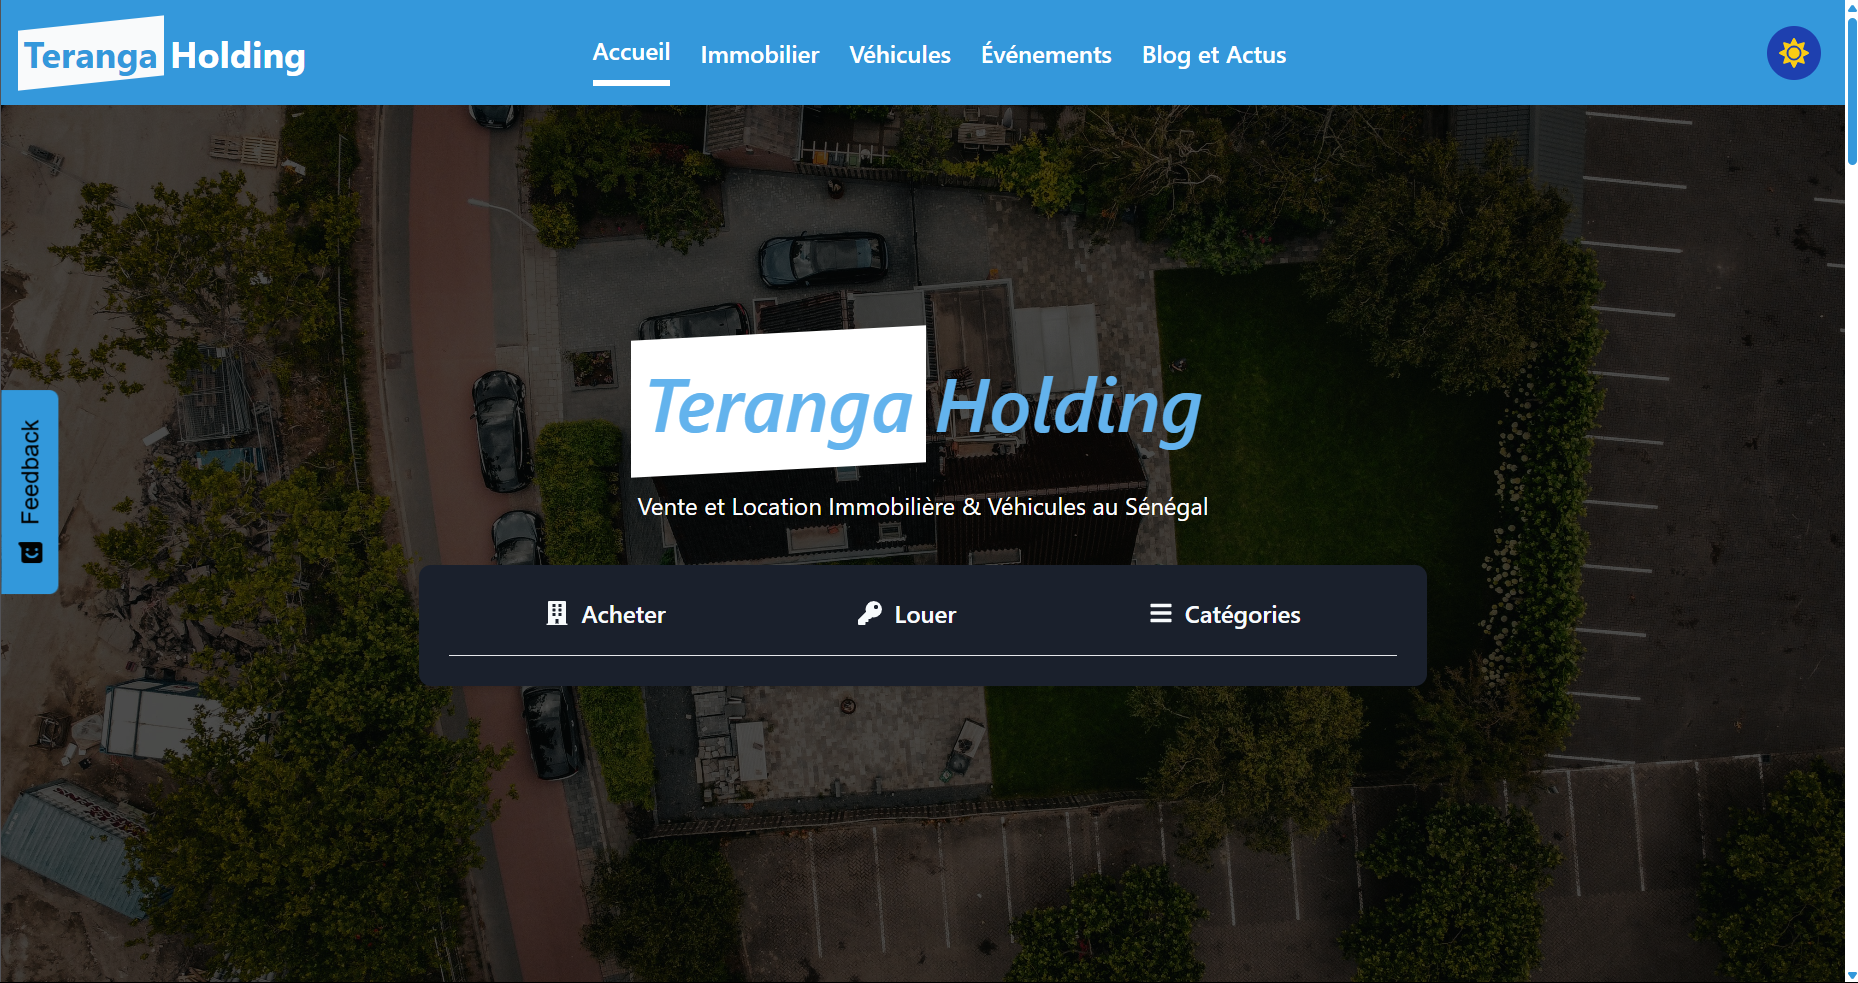 Teranga Holding
Accueil
Immobilier
Véhicules
Événements
Blog et Actus
Teranga Holding
Vente et Location Immobilière & Véhicules au Sénégal
Feedback
Acheter
Louer
Catégories